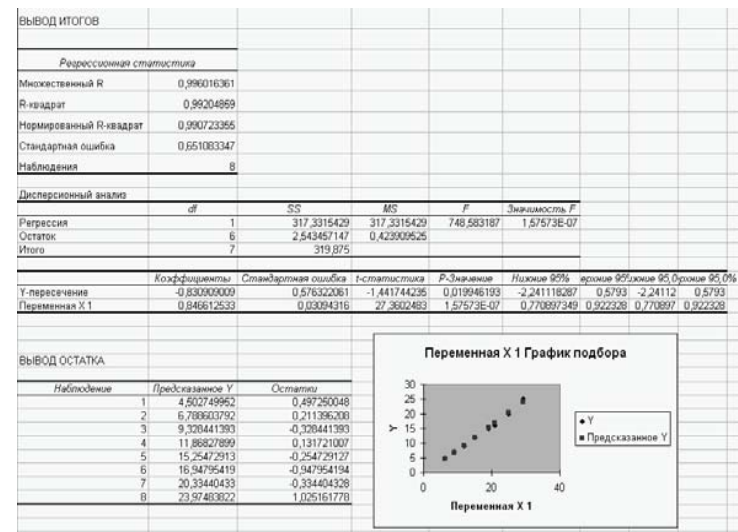 ВЫВОД ИТОГОВ
Регрессионная статистика
Множественный R 0,996016361
R-квадрат 0,99204859
Нормированный R-квадрат 0,990723355
Стандартная ошибка 0,651083347
Наблюдения 8
Дисперсионный анализ
df SS MS F Значимость F
Регрессия 1 317,3315429 317,3315429 748,583187 1,57573E-07
Остаток 6 2,543457147 0,423909525
Итого 7 319,875
Коэффициенты Стандартная ошибка t-статистика P-Значение Нижние 95% ерхние 95% ижние 95,0 рхние 95,0%
Y-пересечение -0,830909009 0,576322061 -1,441744235 0,019946193 -2,241118287 0,5793 -2,24112 0,5793
Переменная X 1 0,846612533 0,03094316 27,3602483 1,57573E-07 0,770897349 0,922328 0,770897 0,922328
ВЫВОД ОСТАТКА
Наблюдение Предсказанное Y Остатки
1 4,502749952 0,497250048
2 6,788603792 0,211396208
3 9,328441393 -0,328441393
4 11,86827899 0,131721007
5 15,25472913 -0,254729127
6 16,94795419 -0,947954194
7 20,33440433 -0,334404328
8 23,97483822 1,025161778
Переменная X 1 График подбора
30
25
20
15
10
5
0
Y
0 20 40
Переменная X 1
Y
Предсказанное Y